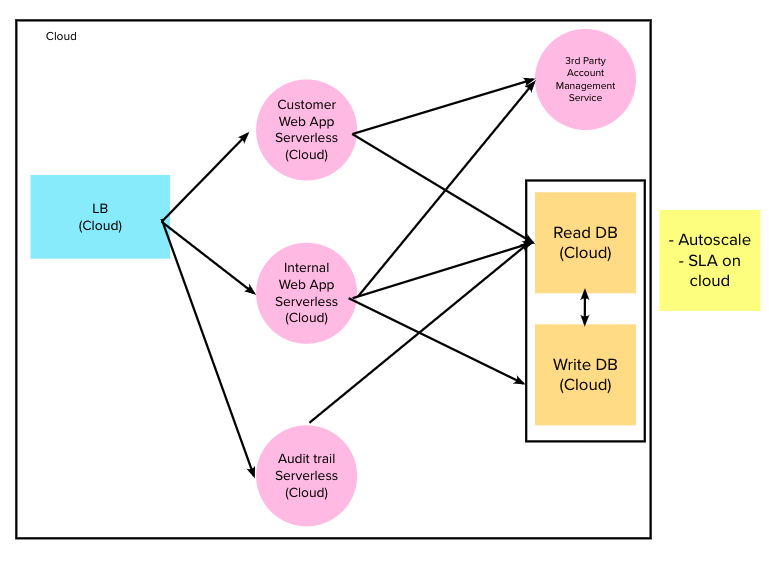 Cloud
3rd Party
Account
Management
Service
Customer
Web App
Serverless
(Cloud)
LB
(Cloud)
Read DB
(Cloud)
- Autoscale
- SLA on
cloud
Internal
Web App
Serverless
(Cloud)
Write DB
(Cloud)
Audit trail
Serverless
(Cloud)